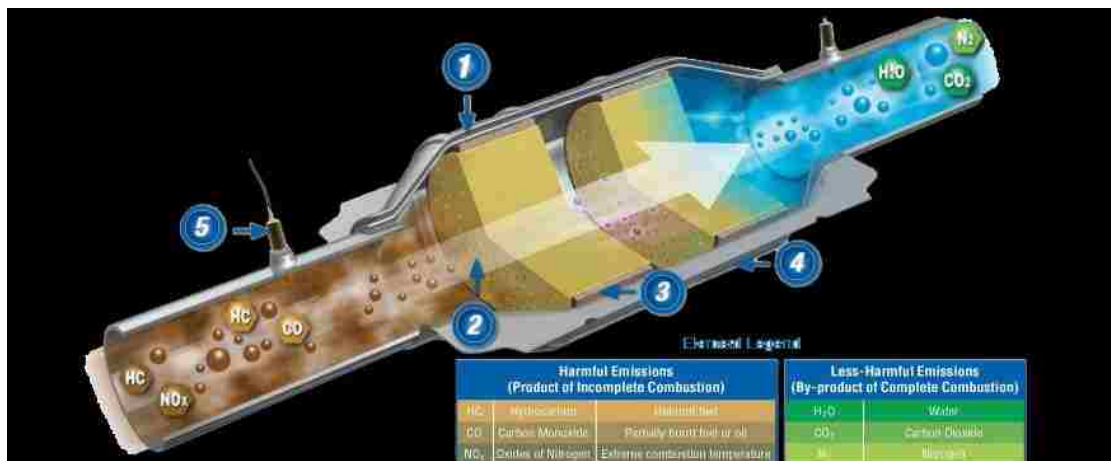 1
N₂
H₂O
CO₂
5
4
3
2
HC
CO
HC
NOX
Element Legend
Harmful Emissions
(Product of Incomplete Combustion)
Less-Harmful Emissions
(By-product of Complete Combustion)
HC Hydrocarbon Unburnt fuel
H₂O Water
CO Carbon Monoxide Partially burnt fuel or oil
CO₂ Carbon Dioxide
NOX Oxides of Nitrogen Extreme combustion temperature
N₂ Nitrogen